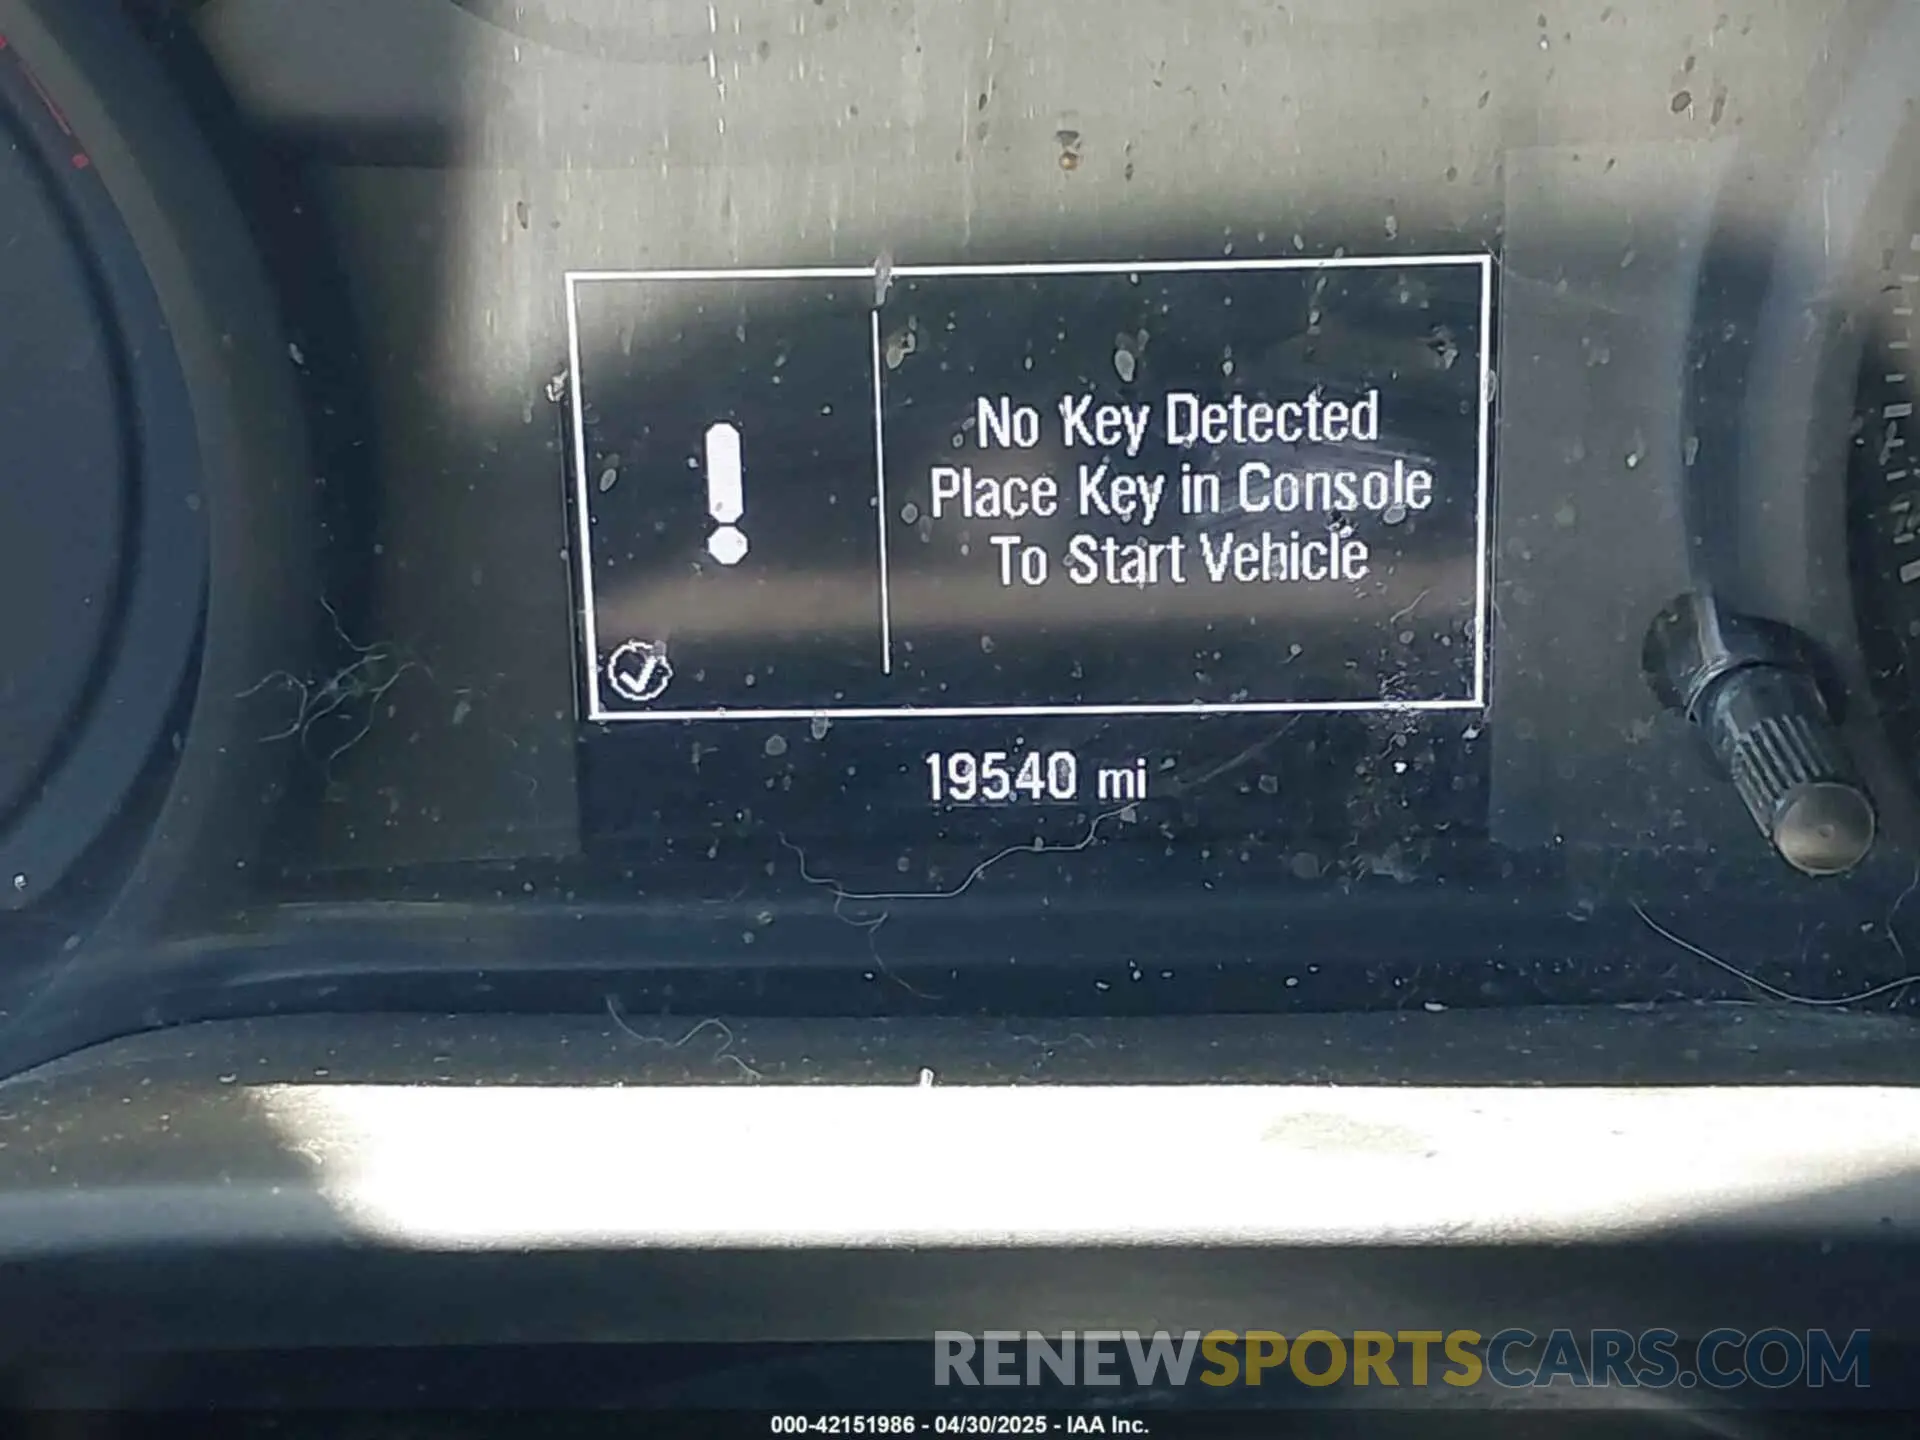 No Key Detected
Place Key in Console
To Start Vehicle
19540 mi
RENEWSPORTSCARS.COM
000-42151986 - 04/30/2025 - IAA Inc.